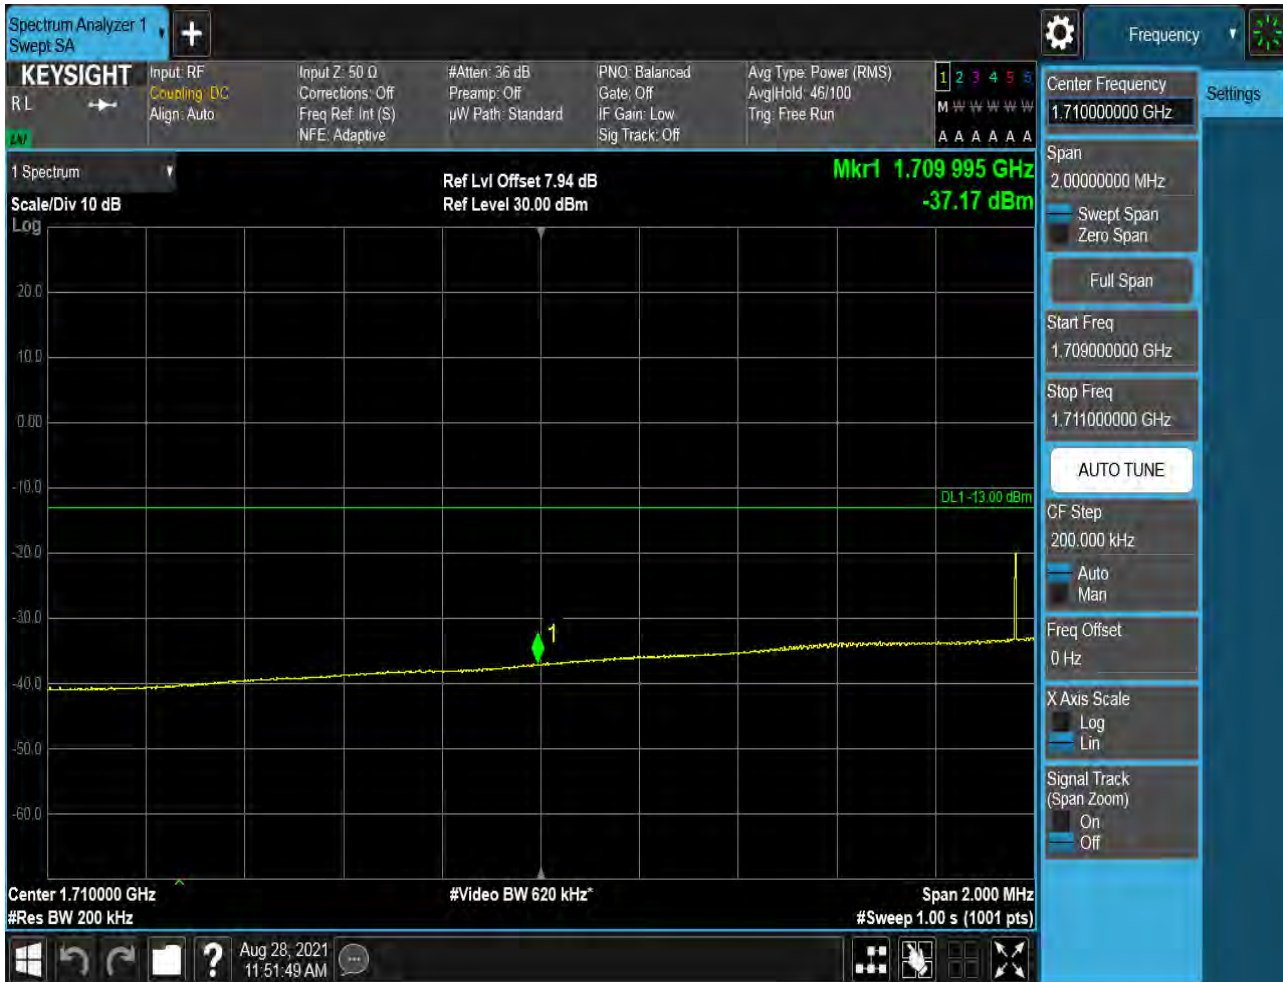 Spectrum Analyzer 1
Swept SA
+
Frequency
KEYSIGHT
R L
LNI
Input: RF
Coupling: DC
Align: Auto
Input Z: 50 Ω
Corrections: Off
Freq Ref: Int (S)
NFE: Adaptive
#Atten: 36 dB
Preamp: Off
µW Path: Standard
PNO: Balanced
Gate: Off
IF Gain: Low
Sig Track: Off
Avg Type: Power (RMS)
Avg|Hold: 46/100
Trig: Free Run
1 2 3 4 5 6
M W W W W W
A A A A A A
1 Spectrum
Scale/Div 10 dB
Log
Ref Lvl Offset 7.94 dB
Ref Level 30.00 dBm
Mkr1 1.709 995 GHz
-37.17 dBm
20.0
10.0
0.00
-10.0
-20.0
-30.0
-40.0
-50.0
-60.0
DL1 -13.00 dBm
1
Center 1.710000 GHz
#Res BW 200 kHz
#Video BW 620 kHz*
Span 2.000 MHz
#Sweep 1.00 s (1001 pts)
Center Frequency
1.710000000 GHz
Settings
Span
2.00000000 MHz
Swept Span
Zero Span
Full Span
Start Freq
1.709000000 GHz
Stop Freq
1.711000000 GHz
AUTO TUNE
CF Step
200.000 kHz
Auto
Man
Freq Offset
0 Hz
X Axis Scale
Log
Lin
Signal Track
(Span Zoom)
On
Off
?
Aug 28, 2021
11:51:49 AM